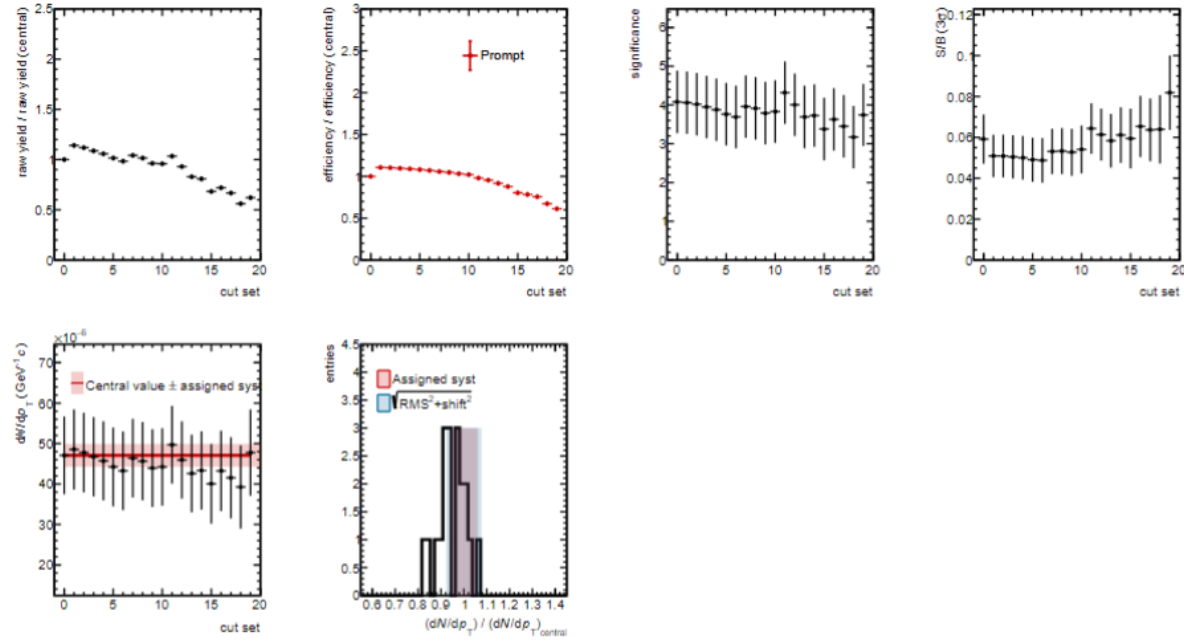 raw yield / raw yield (central)
2.5
2
1.5
1
0.5
0
0 5 10 15 20
cut set
efficiency / efficiency (central)
3
2.5
2
1.5
1
0.5
0
Prompt
0 5 10 15 20
cut set
significance
6
5
4
3
2
1
0
0 5 10 15 20
cut set
S/B (3σ)
0.12
0.1
0.08
0.06
0.04
0.02
0
0 5 10 15 20
cut set
×10⁻⁶
dN/dp_T (GeV⁻¹ c)
70
60
50
40
30
20
Central value ± assigned sys
0 5 10 15 20
cut set
entries
4.5
4
3.5
3
2.5
2
1.5
1
0.5
0
Assigned syst
√RMS²+shift²
0.6 0.7 0.8 0.9 1 1.1 1.2 1.3 1.4
(dN/dp_T) / (dN/dp_T)_central